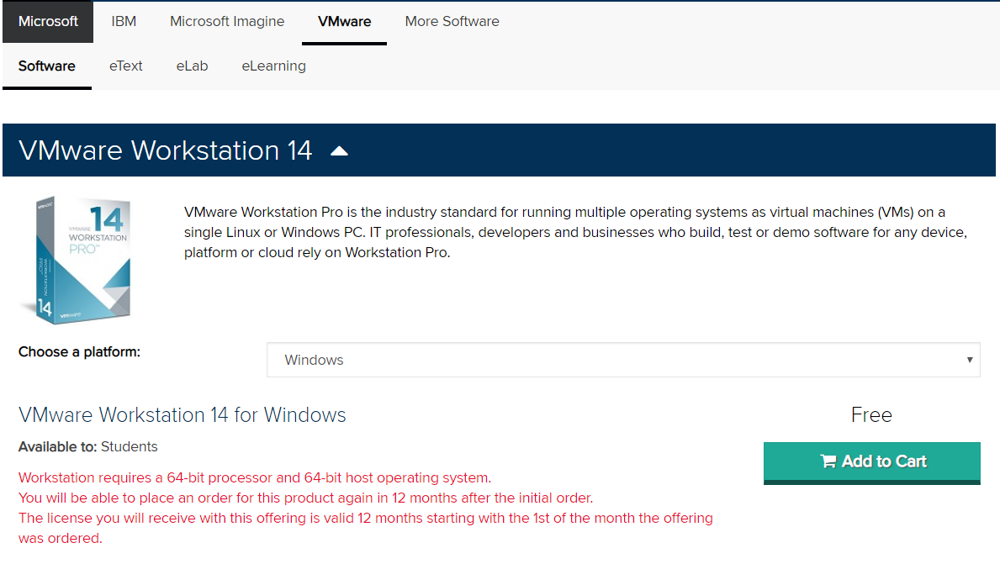 Microsoft IBM Microsoft Imagine VMware More Software
Software eText eLab eLearning
VMware Workstation 14
vmware
14
VMWARE
WORKSTATION
PRO™
14
vmware
VMware Workstation Pro is the industry standard for running multiple operating systems as virtual machines (VMs) on a
single Linux or Windows PC. IT professionals, developers and businesses who build, test or demo software for any device,
platform or cloud rely on Workstation Pro.
Choose a platform:
Windows
VMware Workstation 14 for Windows
Free
Available to: Students
Add to Cart
Workstation requires a 64-bit processor and 64-bit host operating system.
You will be able to place an order for this product again in 12 months after the initial order.
The license you will receive with this offering is valid 12 months starting with the 1st of the month the offering
was ordered.